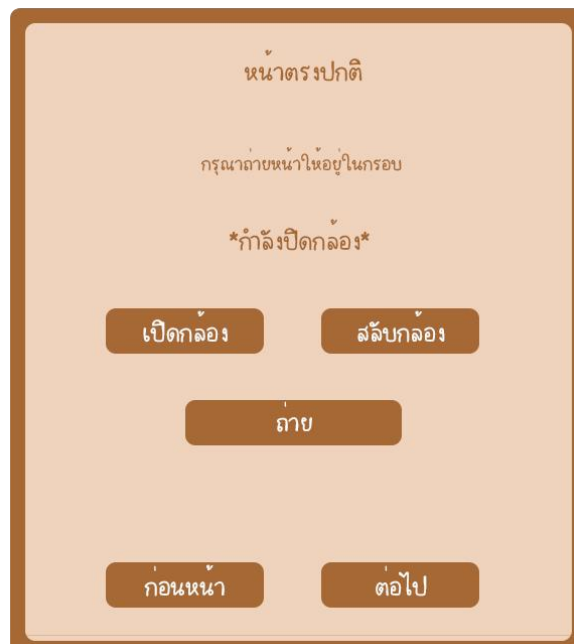 หน้าตรงปกติ
กรุณาถ่ายหน้าให้อยู่ในกรอบ
*กำลังปิดกล้อง*
เปิดกล้อง สลับกล้อง
ถ่าย
ก่อนหน้า ต่อไป